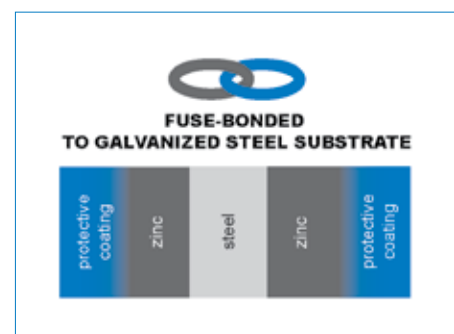 FUSE-BONDED
TO GALVANIZED STEEL SUBSTRATE
protective
coating
zinc
steel
zinc
protective
coating